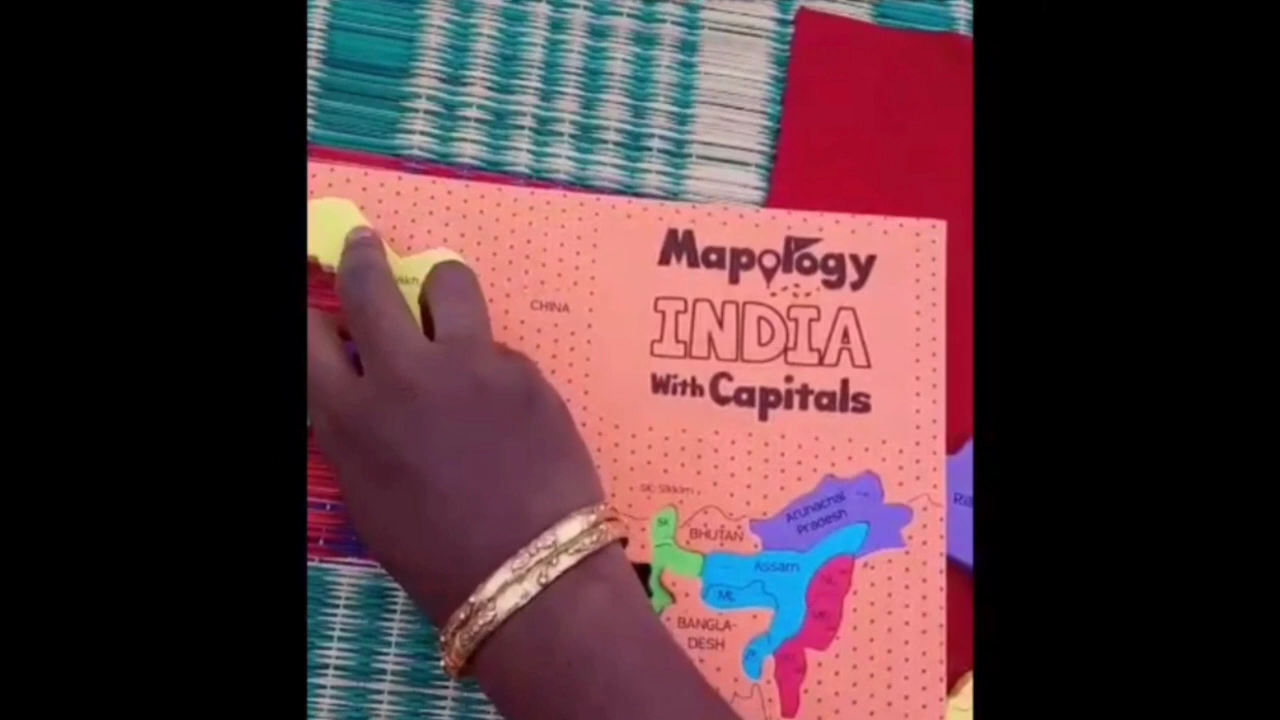 Mapology
INDIA
With Capitals
CHINA
SK: Sikkim
SK
BHUTAN
Arunachal
Pradesh
Assam
ML
BANGLA-
DESH